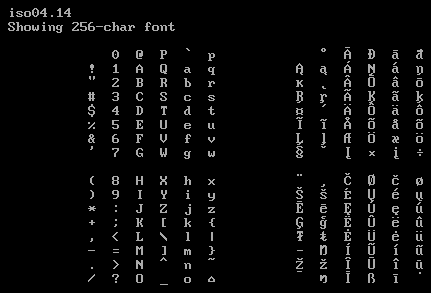 iso04.14
Showing 256-char font
0 @ P ` p ° Ā Đ ā đ
! 1 A Q a q Ą ą Á Ņ á ņ
" 2 B R b r ĸ ˛ Â Ō â ō
# 3 C S c s Ŗ ŗ Ã Ķ ã ķ
$ 4 D T d t ¤ ´ Ä Ô ä ô
% 5 E U e u Ĩ ĩ Å Õ å õ
& 6 F V f v Ļ ļ Æ Ö æ ö
' 7 G W g w § ˇ Į × į ÷
( 8 H X h x ¨ ¸ Č Ø č ø
) 9 I Y i y Š š É Ų é ų
* : J Z j z Ē ē Ę Ú ę ú
+ ; K [ k { Ģ ģ Ë Û ë û
, < L \ l | Ŧ ŧ Ė Ü ė ü
- = M ] m } - Ŋ Í Ũ í ũ
. > N ^ n ~ Ž ž Î Ū î ū
/ ? O _ o ⌂ ¯ ŋ Ī ß ī ˙